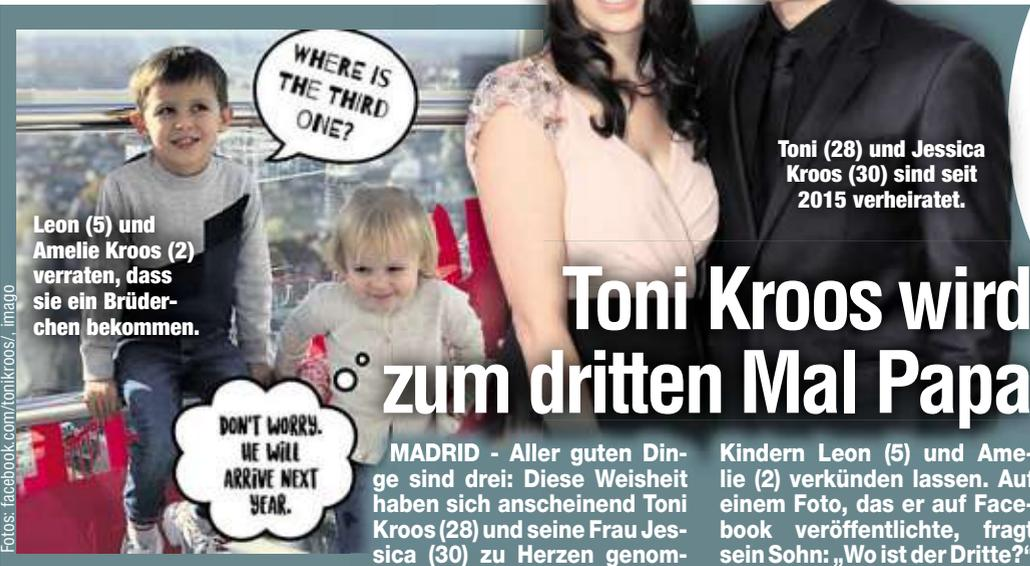 WHERE IS
THE THIRD
ONE?
Toni (28) und Jessica
Kroos (30) sind seit
2015 verheiratet.
Leon (5) und
Amelie Kroos (2)
verraten, dass
sie ein Brüder-
chen bekommen.
DON'T WORRY.
HE WILL
ARRIVE NEXT
YEAR.
Toni Kroos wird
zum dritten Mal Papa
MADRID - Aller guten Din-
ge sind drei: Diese Weisheit
haben sich anscheinend Toni
Kroos (28) und seine Frau Jes-
sica (30) zu Herzen genom-
Kindern Leon (5) und Ame-
lie (2) verkünden lassen. Auf
einem Foto, das er auf Face-
book veröffentlichte, fragt
sein Sohn: „Wo ist der Dritte?“
Fotos: facebook.com/tonikroos/, imago